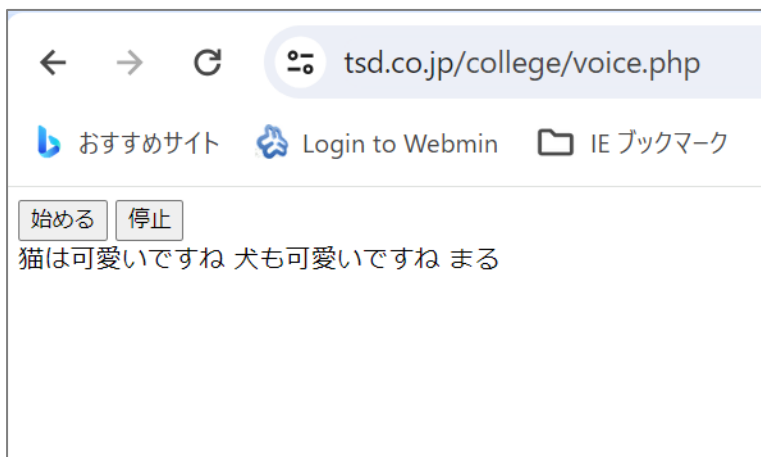 tsd.co.jp/college/voice.php
おすすめサイト Login to Webmin IE ブックマーク
始める 停止
猫は可愛いですね 犬も可愛いですね まる